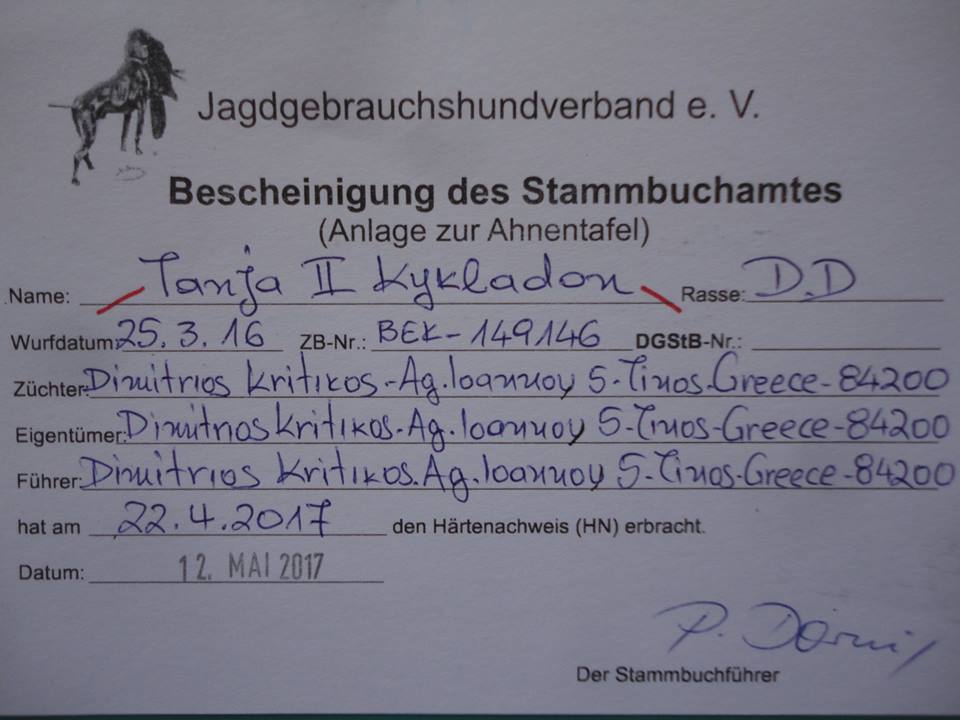 Jagdgebrauchshundverband e. V.
Bescheinigung des Stammbuchamtes
(Anlage zur Ahnentafel)
Name: Tanja II Kykladon Rasse: D.D
Wurfdatum: 25.3.16 ZB-Nr.: BEK-149146 DGStB-Nr.:
Züchter: Dimitrios Kritikos-Ag.Ioannou 5-Tinos-Greece-84200
Eigentümer: Dimitrios Kritikos-Ag.Ioannou 5-Tinos-Greece-84200
Führer: Dimitrios Kritikos.Ag.Ioannou 5-Tinos-Greece-84200
hat am 22.4.2017 den Härtenachweis (HN) erbracht.
Datum: 12. MAI 2017
P.
Der Stammbuchführer